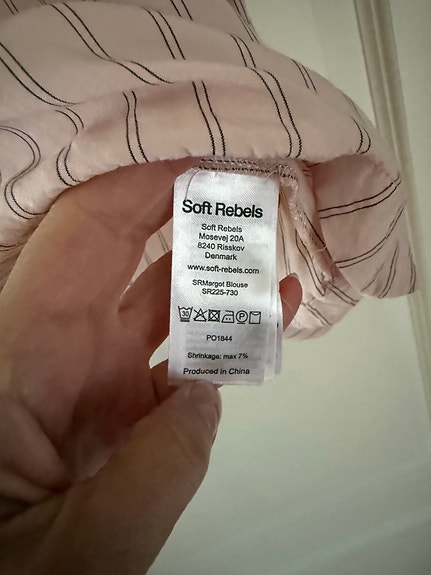 Soft Rebels
Soft Rebels
Mosevej 20A
8240 Risskov
Denmark
www.soft-rebels.com
SRMargot Blouse
SR225-730
30 P
PO1844
Shrinkage: max 7%
Produced in China